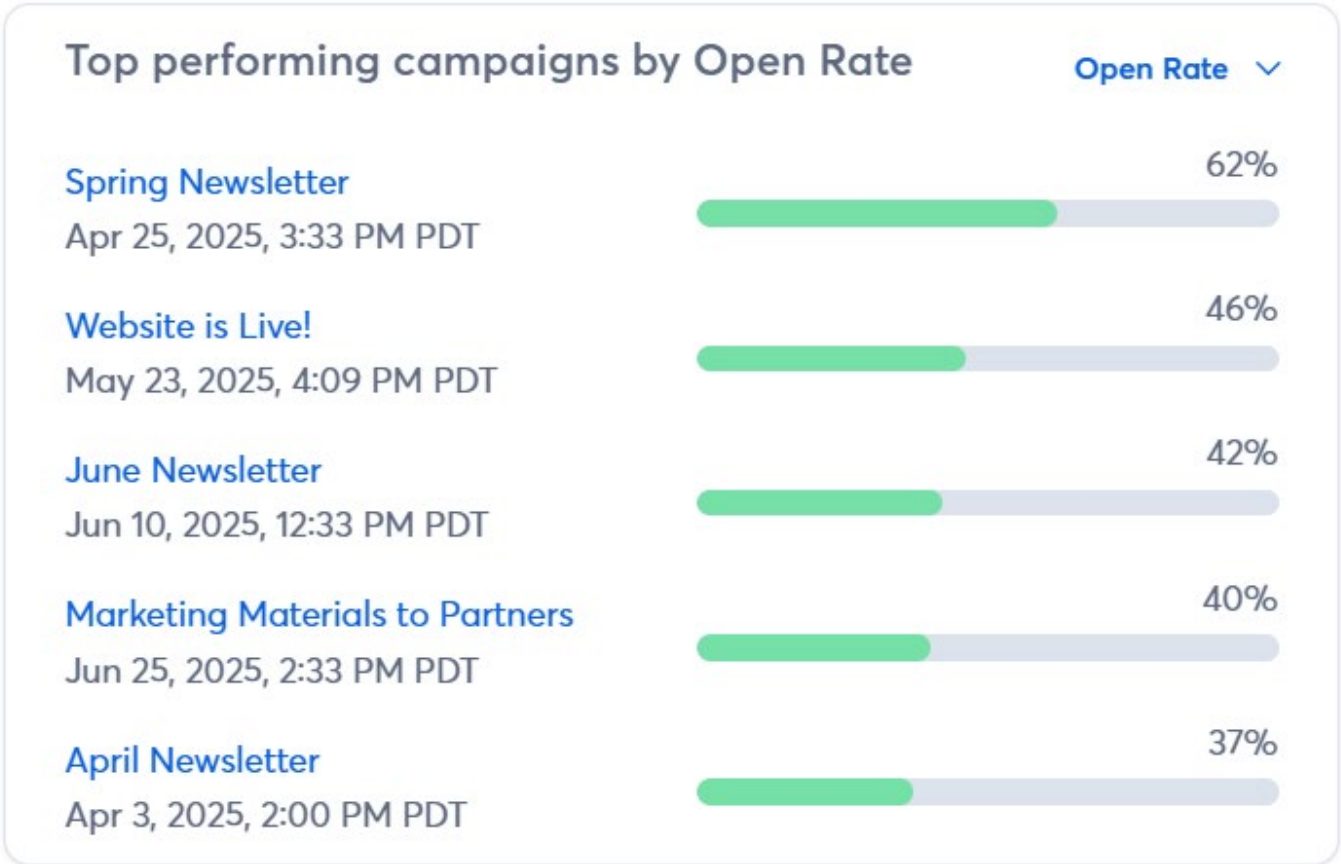 Top performing campaigns by Open Rate
Open Rate
Spring Newsletter
62%
Apr 25, 2025, 3:33 PM PDT
Website is Live!
46%
May 23, 2025, 4:09 PM PDT
June Newsletter
42%
Jun 10, 2025, 12:33 PM PDT
Marketing Materials to Partners
40%
Jun 25, 2025, 2:33 PM PDT
April Newsletter
37%
Apr 3, 2025, 2:00 PM PDT